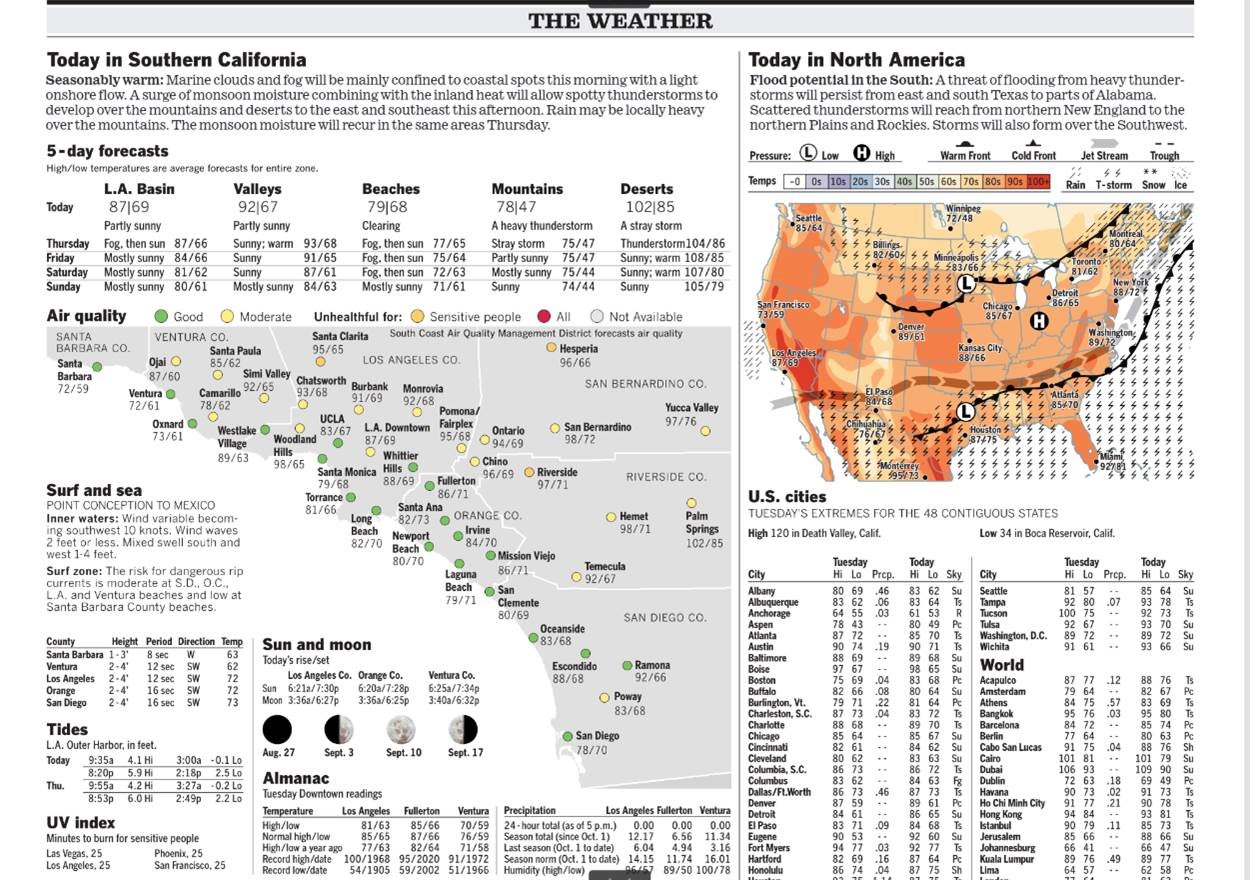 THE WEATHER
Today in Southern California
Seasonably warm: Marine clouds and fog will be mainly confined to coastal spots this morning with a light
onshore flow. A surge of monsoon moisture combining with the inland heat will allow spotty thunderstorms to
develop over the mountains and deserts to the east and southeast this afternoon. Rain may be locally heavy
over the mountains. The monsoon moisture will recur in the same areas Thursday.
5-day forecasts
High/low temperatures are average forecasts for entire zone.
L.A. Basin Valleys Beaches Mountains Deserts
Today 87|69 92|67 79|68 78|47 102|85
Partly sunny Partly sunny Clearing A heavy thunderstorm A stray storm
Thursday Fog, then sun 87/66 Sunny; warm 93/68 Fog, then sun 77/65 Stray storm 75/47 Thunderstorm 104/86
Friday Mostly sunny 84/66 Sunny 91/65 Fog, then sun 75/64 Partly sunny 75/47 Sunny; warm 108/85
Saturday Mostly sunny 81/62 Sunny 87/61 Fog, then sun 72/63 Mostly sunny 75/44 Sunny; warm 107/80
Sunday Mostly sunny 80/61 Mostly sunny 84/63 Mostly sunny 71/61 Sunny 74/44 Sunny 105/79
Air quality Good Moderate Unhealthful for: Sensitive people All Not Available
South Coast Air Quality Management District forecasts air quality
SANTA
BARBARA CO.
VENTURA CO.
LOS ANGELES CO.
SAN BERNARDINO CO.
RIVERSIDE CO.
ORANGE CO.
SAN DIEGO CO.
Santa
Barbara
72/59
Ojai
87/60
Santa Paula
85/62
Santa Clarita
95/65
Hesperia
96/66
Ventura
72/61
Camarillo
78/62
Simi Valley
92/65
Chatsworth
93/68
Burbank
91/69
Monrovia
92/68
Yucca Valley
97/76
Oxnard
73/61
Westlake
Village
89/63
Woodland
Hills
98/65
UCLA
83/67
L.A. Downtown
87/69
Pomona/
Fairplex
95/68
Ontario
94/69
San Bernardino
98/72
Whittier
Hills
88/69
Chino
96/69
Riverside
97/71
Santa Monica
79/68
Fullerton
86/71
Torrance
81/66
Long
Beach
82/70
Santa Ana
82/73
Irvine
84/70
Hemet
98/71
Palm
Springs
102/85
Newport
Beach
80/70
Mission Viejo
86/71
Laguna
Beach
79/71
Temecula
92/67
San
Clemente
80/69
Oceanside
83/68
Escondido
88/68
Ramona
92/66
Poway
83/68
San Diego
78/70
Surf and sea
POINT CONCEPTION TO MEXICO
Inner waters: Wind variable becom-
ing southwest 10 knots. Wind waves
2 feet or less. Mixed swell south and
west 1-4 feet.
Surf zone: The risk for dangerous rip
currents is moderate at S.D., O.C.,
L.A. and Ventura beaches and low at
Santa Barbara County beaches.
County Height Period Direction Temp
Santa Barbara 1-3' 8 sec W 63
Ventura 2-4' 12 sec SW 62
Los Angeles 2-4' 12 sec SW 72
Orange 2-4' 16 sec SW 72
San Diego 2-4' 16 sec SW 73
Tides
L.A. Outer Harbor, in feet.
Today 9:35a 4.1 Hi 3:00a -0.1 Lo
8:20p 5.9 Hi 2:18p 2.5 Lo
Thu. 9:55a 4.2 Hi 3:27a -0.2 Lo
8:53p 6.0 Hi 2:49p 2.2 Lo
UV index
Minutes to burn for sensitive people
Las Vegas, 25 Phoenix, 25
Los Angeles, 25 San Francisco, 25
Sun and moon
Today's rise/set
Los Angeles Co. Orange Co. Ventura Co.
Sun 6:21a/7:30p 6:20a/7:28p 6:25a/7:34p
Moon 3:36a/6:27p 3:36a/6:25p 3:40a/6:32p
Aug. 27 Sept. 3 Sept. 10 Sept. 17
Almanac
Tuesday Downtown readings
Temperature Los Angeles Fullerton Ventura
High/low 81/63 85/66 70/59
Normal high/low 85/65 87/66 76/59
High/low a year ago 77/63 82/64 71/58
Record high/date 100/1968 95/2020 91/1972
Record low/date 54/1905 59/2002 51/1966
Precipitation Los Angeles Fullerton Ventura
24-hour total (as of 5 p.m.) 0.00 0.00 0.00
Season total (since Oct. 1) 12.17 6.56 11.34
Last season (Oct. 1 to date) 6.04 4.94 3.16
Season norm (Oct. 1 to date) 14.15 11.74 16.01
Humidity (high/low) 89/50 100/78
Today in North America
Flood potential in the South: A threat of flooding from heavy thunder-
storms will persist from east and south Texas to parts of Alabama.
Scattered thunderstorms will reach from northern New England to the
northern Plains and Rockies. Storms will also form over the Southwest.
Pressure: L Low H High Warm Front Cold Front Jet Stream Trough
Temps -0 0s 10s 20s 30s 40s 50s 60s 70s 80s 90s 100+ Rain T-storm Snow Ice
Seattle
85/64
Winnipeg
72/48
Billings
82/60
Minneapolis
83/66
Montreal
80/64
Toronto
81/62
New York
88/72
Detroit
86/65
San Francisco
73/59
Chicago
85/67
L
H
Denver
89/61
Washington
89/72
Los Angeles
87/69
Kansas City
88/66
El Paso
84/68
Atlanta
85/70
L
Chihuahua
76/67
Houston
87/75
Monterrey
95/73
Miami
92/81
U.S. cities
TUESDAY'S EXTREMES FOR THE 48 CONTIGUOUS STATES
High 120 in Death Valley, Calif. Low 34 in Boca Reservoir, Calif.
Tuesday Today
City Hi Lo Prcp. Hi Lo Sky
Albany 80 69 .46 83 62 Su
Albuquerque 83 62 .06 83 64 Ts
Anchorage 64 55 .03 61 53 R
Aspen 78 43 -- 80 49 Pc
Atlanta 87 72 -- 85 70 Ts
Austin 90 74 .19 90 71 Ts
Baltimore 88 69 -- 89 68 Su
Boise 97 67 -- 98 65 Su
Boston 75 69 .04 83 68 Pc
Buffalo 82 66 .08 80 64 Su
Burlington, Vt. 79 71 .22 81 64 Pc
Charleston, S.C. 87 73 .04 83 72 Ts
Charlotte 88 68 -- 89 70 Ts
Chicago 85 64 -- 85 67 Su
Cincinnati 82 61 -- 84 62 Su
Cleveland 80 62 -- 83 63 Su
Columbia, S.C. 86 73 -- 86 72 Ts
Columbus 83 62 -- 84 63 Fg
Dallas/Ft.Worth 86 73 .46 87 73 Ts
Denver 87 59 -- 89 61 Pc
Detroit 84 61 -- 86 65 Su
El Paso 83 71 .09 84 68 Ts
Eugene 90 53 -- 92 60 Su
Fort Myers 94 77 .03 92 77 Ts
Hartford 82 69 .16 87 64 Pc
Honolulu 86 74 .04 87 75 Sh
Tuesday Today
City Hi Lo Prcp. Hi Lo Sky
Seattle 81 57 -- 85 64 Su
Tampa 92 80 .07 93 78 Ts
Tucson 100 75 -- 92 73 Ts
Tulsa 92 67 -- 93 70 Su
Washington, D.C. 89 72 -- 89 72 Su
Wichita 91 61 -- 93 66 Su
World
Acapulco 87 77 .12 88 76 Ts
Amsterdam 79 64 -- 82 67 Pc
Athens 84 75 .57 83 69 Ts
Bangkok 95 76 .03 95 80 Ts
Barcelona 84 72 -- 85 74 Pc
Berlin 77 64 -- 80 63 Pc
Cabo San Lucas 91 75 .04 88 76 Sh
Cairo 101 81 -- 101 79 Su
Dubai 106 93 -- 109 90 Su
Dublin 72 63 .18 69 49 Pc
Havana 90 73 .02 91 73 Ts
Ho Chi Minh City 91 77 .21 90 78 Ts
Hong Kong 94 84 -- 93 81 Ts
Istanbul 90 79 .11 85 73 Ts
Jerusalem 85 66 -- 88 66 Su
Johannesburg 66 41 -- 66 47 Su
Kuala Lumpur 89 76 .49 89 77 Ts
Lima 62 58 -- 62 58 Pc